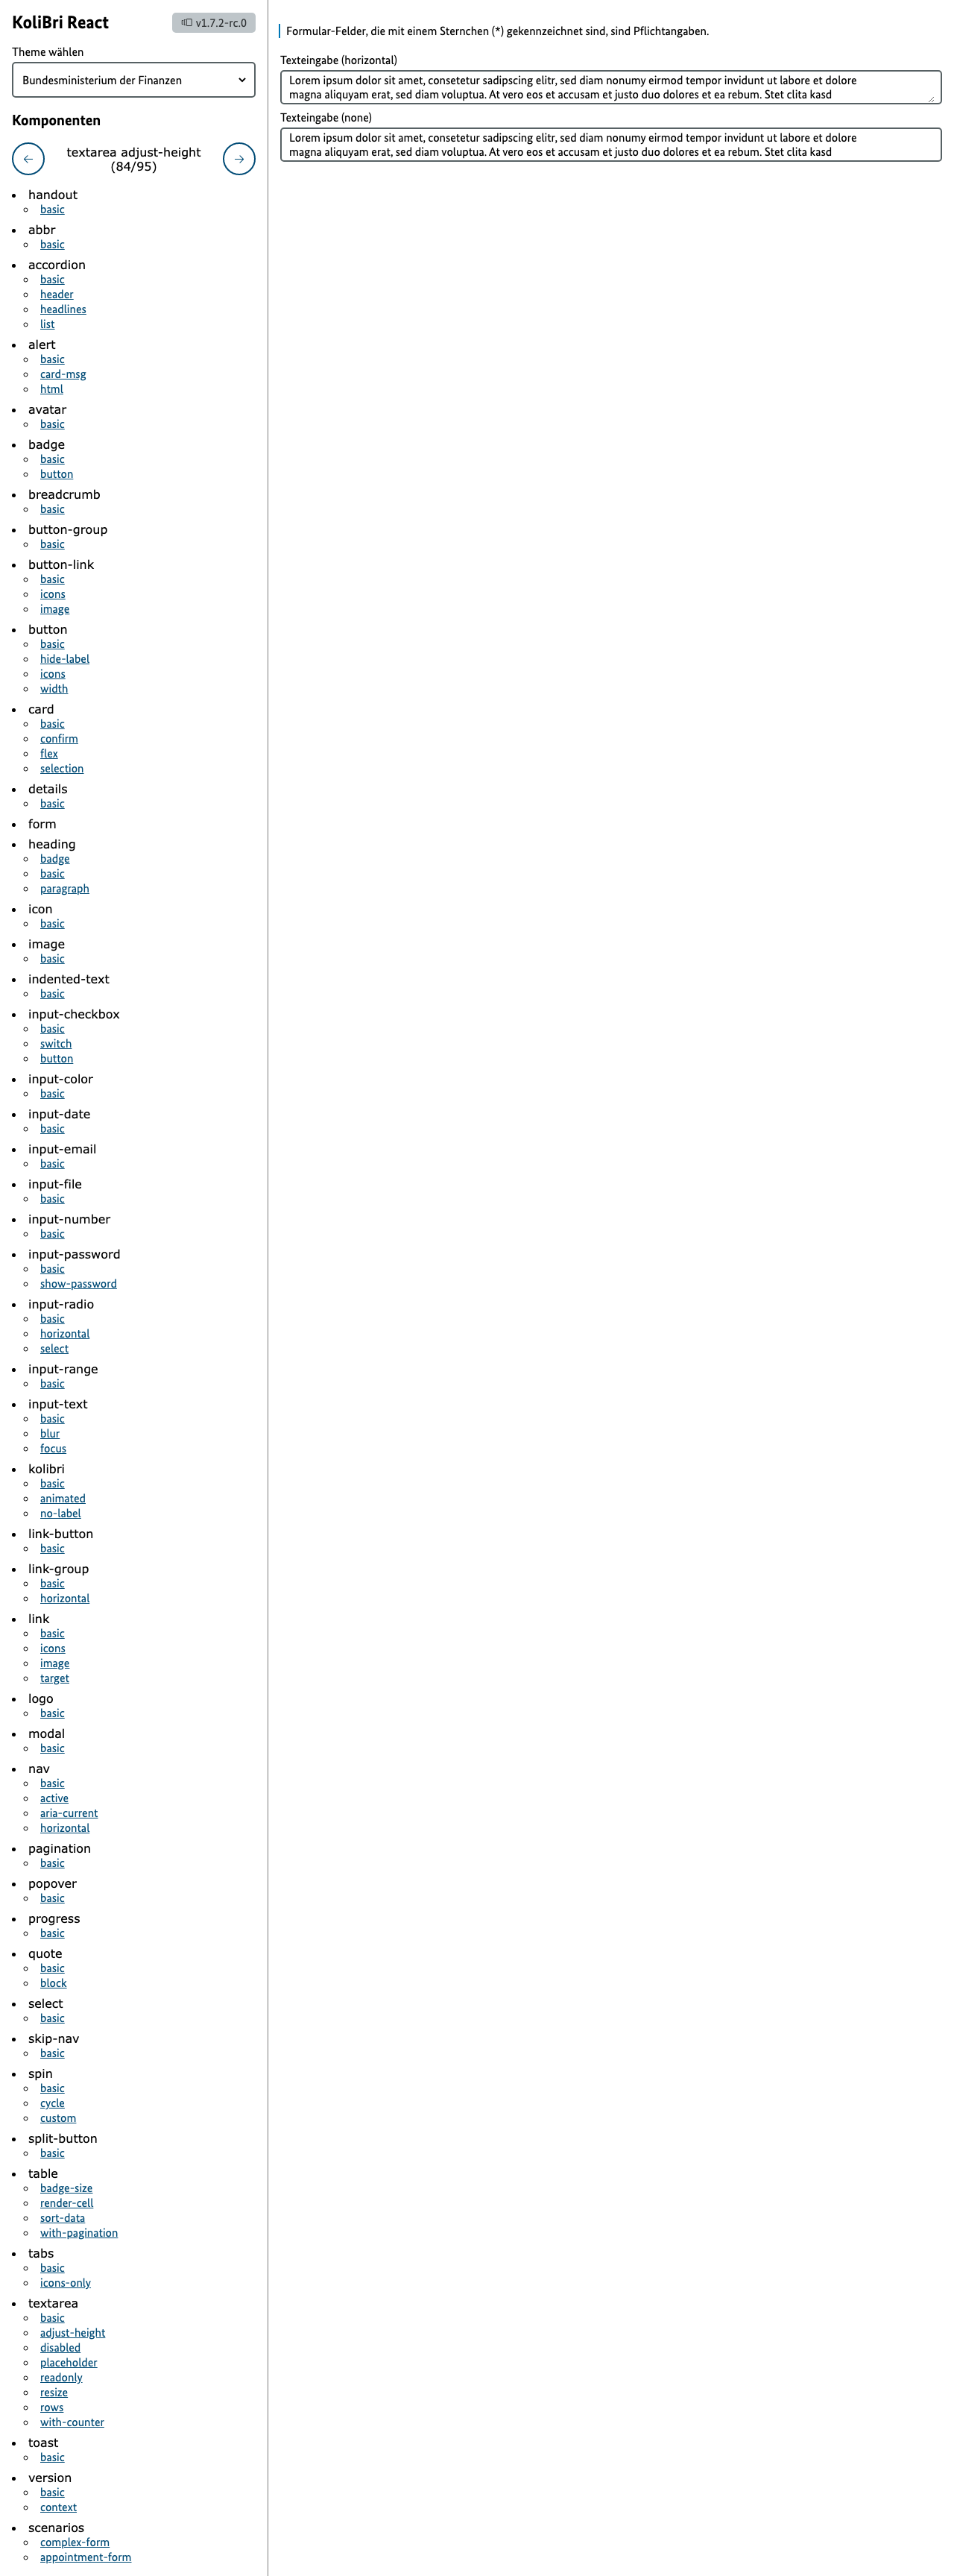 KoliBri React
v1.7.2-rc.0
Theme wählen
Bundesministerium der Finanzen
Komponenten
textarea adjust-height
(84/95)
handout
basic
abbr
basic
accordion
basic
header
headlines
list
alert
basic
card-msg
html
avatar
basic
badge
basic
button
breadcrumb
basic
button-group
basic
button-link
basic
icons
image
button
basic
hide-label
icons
width
card
basic
confirm
flex
selection
details
basic
form
heading
badge
basic
paragraph
icon
basic
image
basic
indented-text
basic
input-checkbox
basic
switch
button
input-color
basic
input-date
basic
input-email
basic
input-file
basic
input-number
basic
input-password
basic
show-password
input-radio
basic
horizontal
select
input-range
basic
input-text
basic
blur
focus
kolibri
basic
animated
no-label
link-button
basic
link-group
basic
horizontal
link
basic
icons
image
target
logo
basic
modal
basic
nav
basic
active
aria-current
horizontal
pagination
basic
popover
basic
progress
basic
quote
basic
block
select
basic
skip-nav
basic
spin
basic
cycle
custom
split-button
basic
table
badge-size
render-cell
sort-data
with-pagination
tabs
basic
icons-only
textarea
basic
adjust-height
disabled
placeholder
readonly
resize
rows
with-counter
toast
basic
version
basic
context
scenarios
complex-form
appointment-form
Formular-Felder, die mit einem Sternchen (*) gekennzeichnet sind, sind Pflichtangaben.
Texteingabe (horizontal)
Lorem ipsum dolor sit amet, consetetur sadipscing elitr, sed diam nonumy eirmod tempor invidunt ut labore et dolore
magna aliquyam erat, sed diam voluptua. At vero eos et accusam et justo duo dolores et ea rebum. Stet clita kasd
Texteingabe (none)
Lorem ipsum dolor sit amet, consetetur sadipscing elitr, sed diam nonumy eirmod tempor invidunt ut labore et dolore
magna aliquyam erat, sed diam voluptua. At vero eos et accusam et justo duo dolores et ea rebum. Stet clita kasd